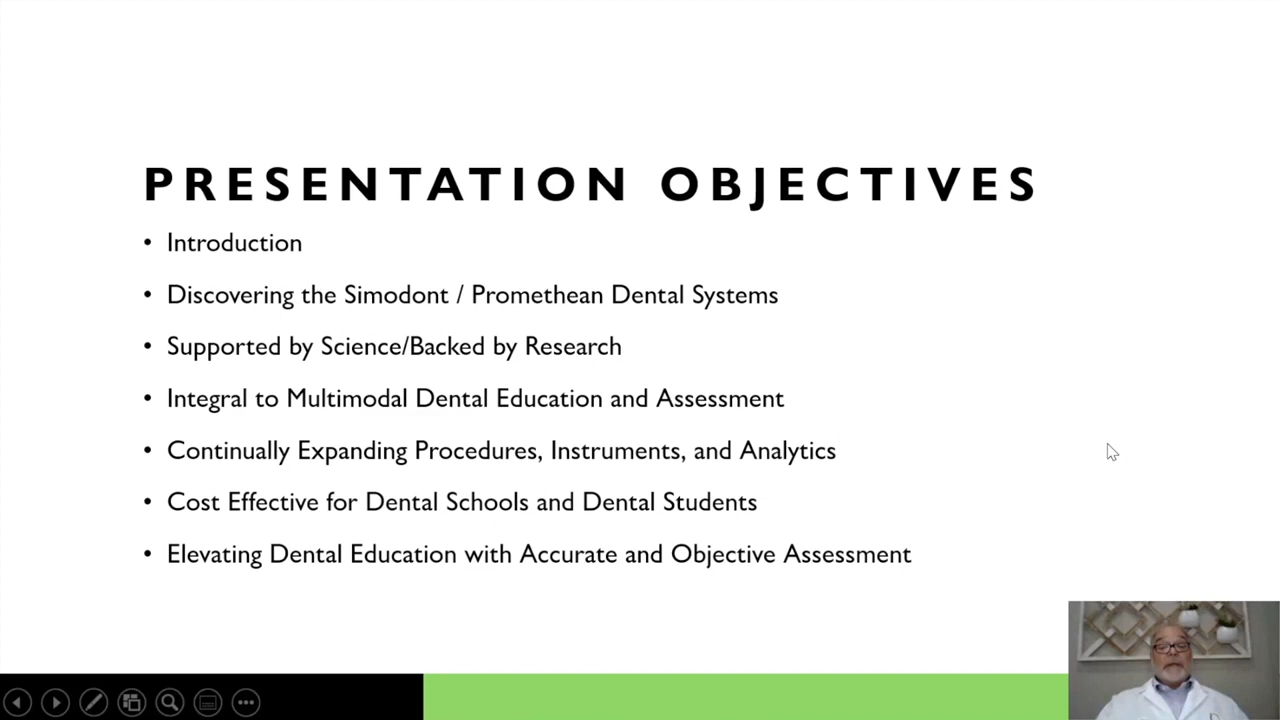 PRESENTATION OBJECTIVES
• Introduction
• Discovering the Simodont / Promethean Dental Systems
• Supported by Science/Backed by Research
• Integral to Multimodal Dental Education and Assessment
• Continually Expanding Procedures, Instruments, and Analytics
• Cost Effective for Dental Schools and Dental Students
• Elevating Dental Education with Accurate and Objective Assessment